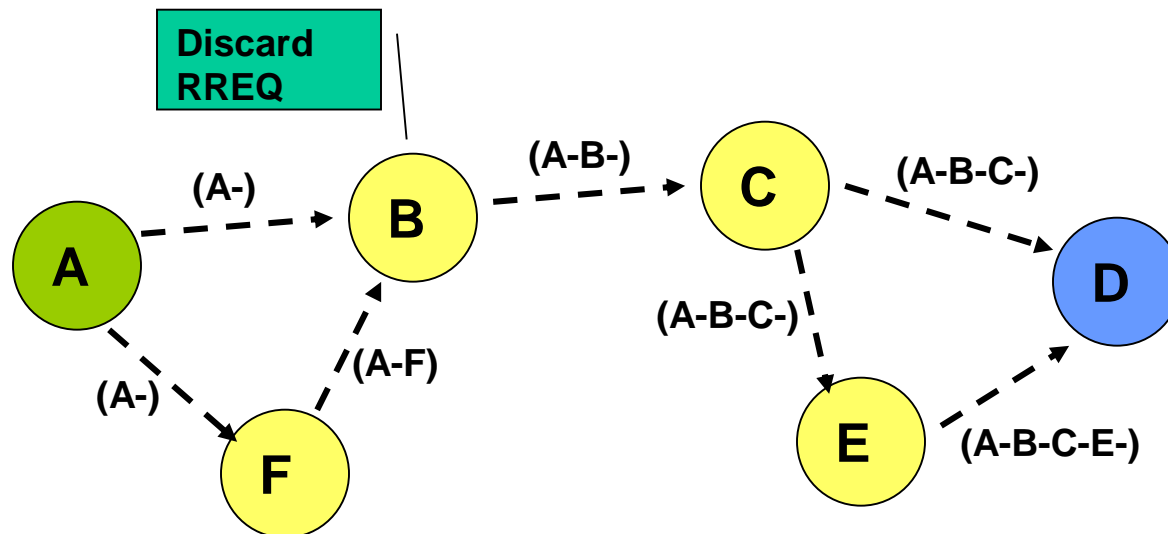 Discard
RREQ
(A-B-)
(A-)
(A-B-C-)
C
B
A
D
(A-B-C-)
(A-F)
(A-)
E
(A-B-C-E-)
F